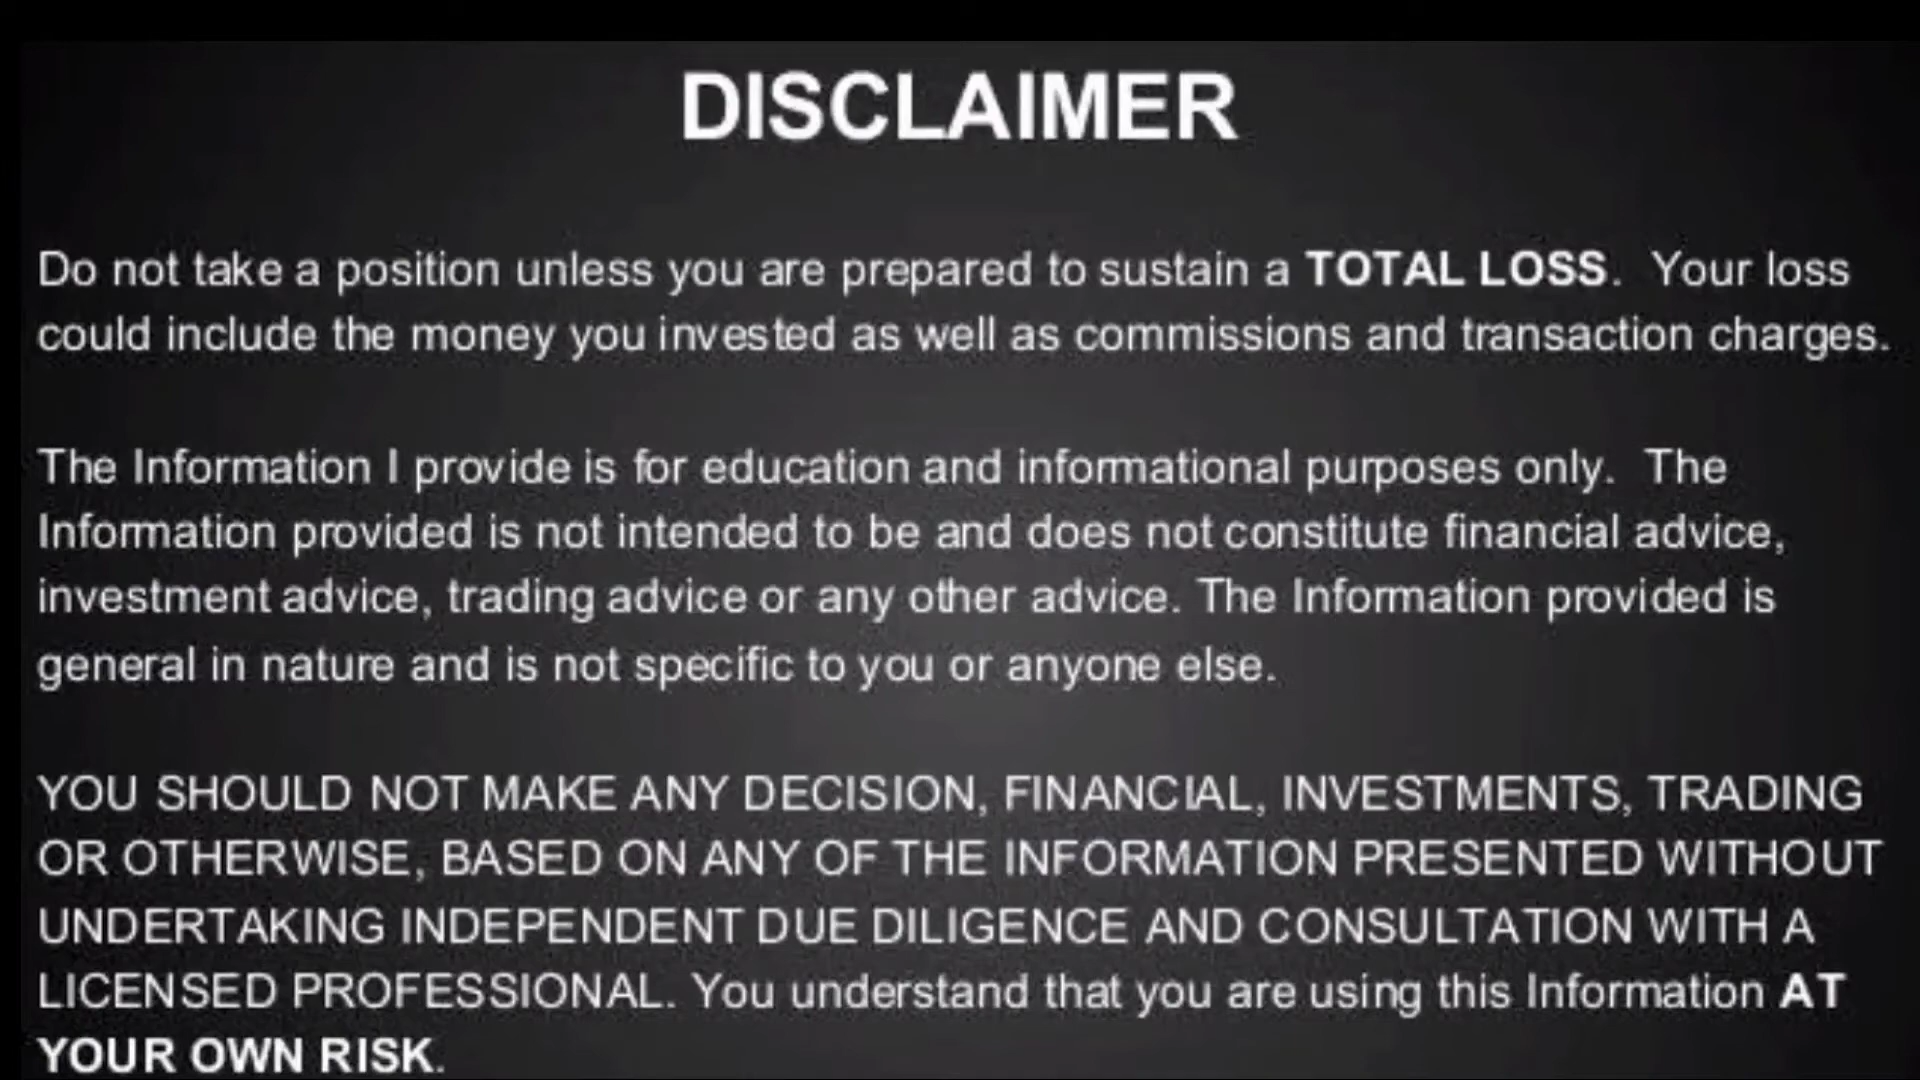 DISCLAIMER
Do not take a position unless you are prepared to sustain a TOTAL LOSS. Your loss
could include the money you invested as well as commissions and transaction charges.
The Information I provide is for education and informational purposes only. The
Information provided is not intended to be and does not constitute financial advice,
investment advice, trading advice or any other advice. The Information provided is
general in nature and is not specific to you or anyone else.
YOU SHOULD NOT MAKE ANY DECISION, FINANCIAL, INVESTMENTS, TRADING
OR OTHERWISE, BASED ON ANY OF THE INFORMATION PRESENTED WITHOUT
UNDERTAKING INDEPENDENT DUE DILIGENCE AND CONSULTATION WITH A
LICENSED PROFESSIONAL. You understand that you are using this Information AT
YOUR OWN RISK.